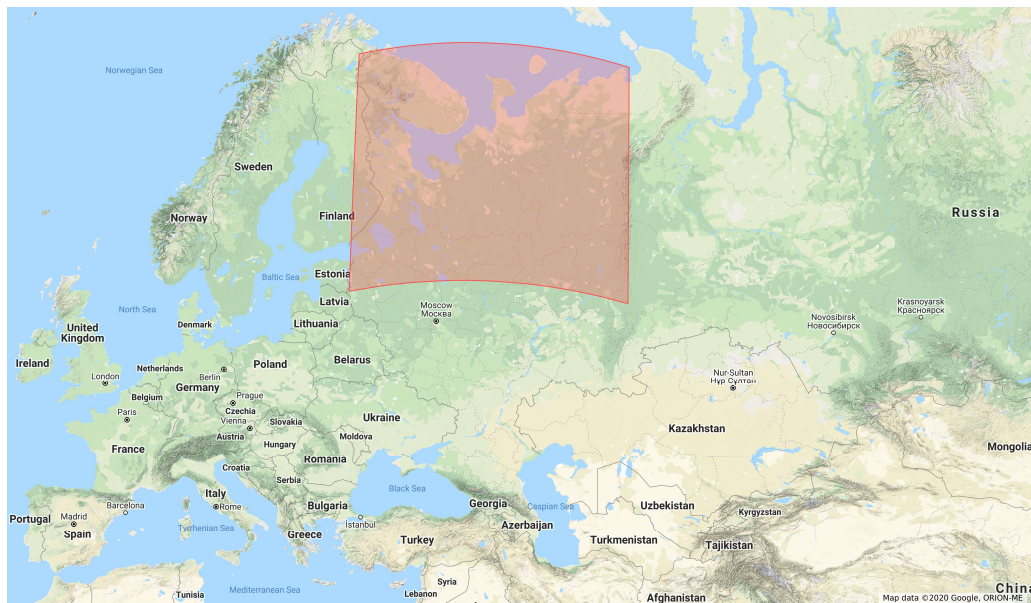 Norwegian Sea
Sweden
Norway
Finland
Russia
Estonia
Baltic Sea
Latvia
North Sea
Moscow
Москва
Krasnoyarsk
Красноярск
Novosibirsk
Новосибирск
Denmark
Lithuania
United
Kingdom
Ireland
Belarus
Poland
Netherlands
London
Berlin
Nur-Sultan
Нұр Сұлтан
Germany
Belgium
Prague
Paris
Czechia
Ukraine
Vienna
Slovakia
Kazakhstan
Austria
Moldova
Hungary
Mongolia
France
Romania
Croatia
Serbia
Black Sea
Italy
Barcelona
Rome
Bulgaria
Georgia
Caspian Sea
Uzbekistan
Kyrgyzstan
Portugal
Madrid
Spain
Tyrrhenian Sea
Greece
İstanbul
Azerbaijan
Turkey
Turkmenistan
Tajikistan
Syria
Mediterranean Sea
Tunisia
Lebanon
Afghanistan
China
Map data ©2020 Google, ORION-ME